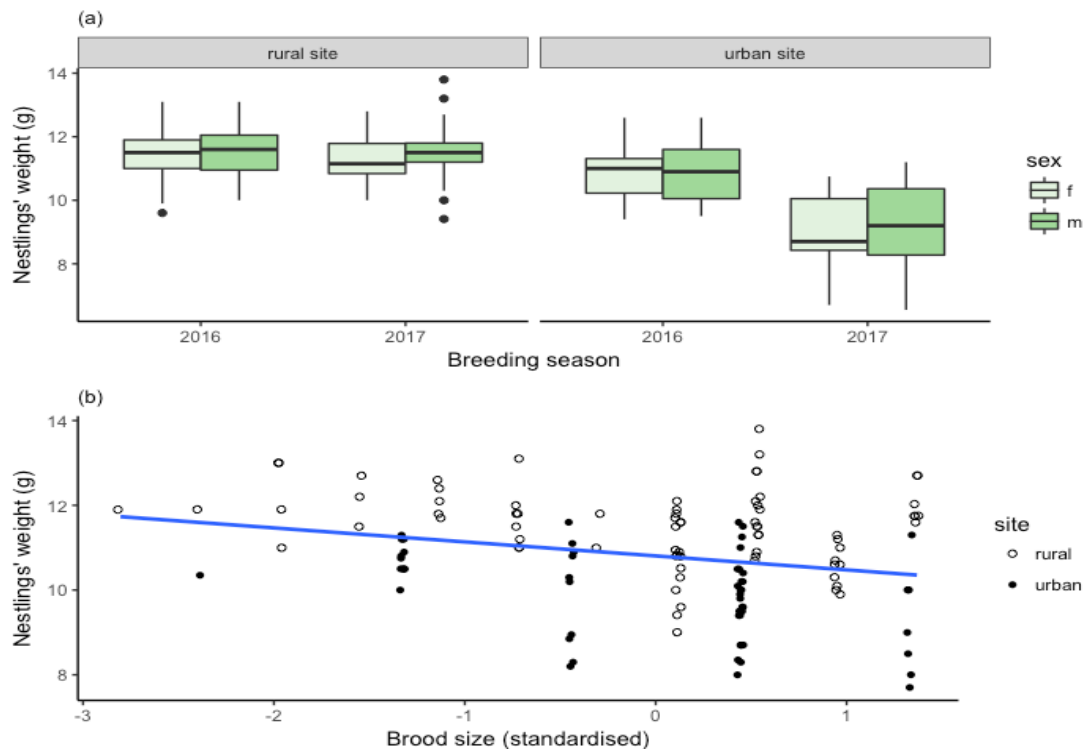 (a)
rural site
urban site
Nestlings' weight (g)
14
12
10
8
2016
2017
2016
2017
Breeding season
sex
f
m
(b)
Nestlings' weight (g)
14
12
10
8
-3
-2
-1
0
1
Brood size (standardised)
site
rural
urban